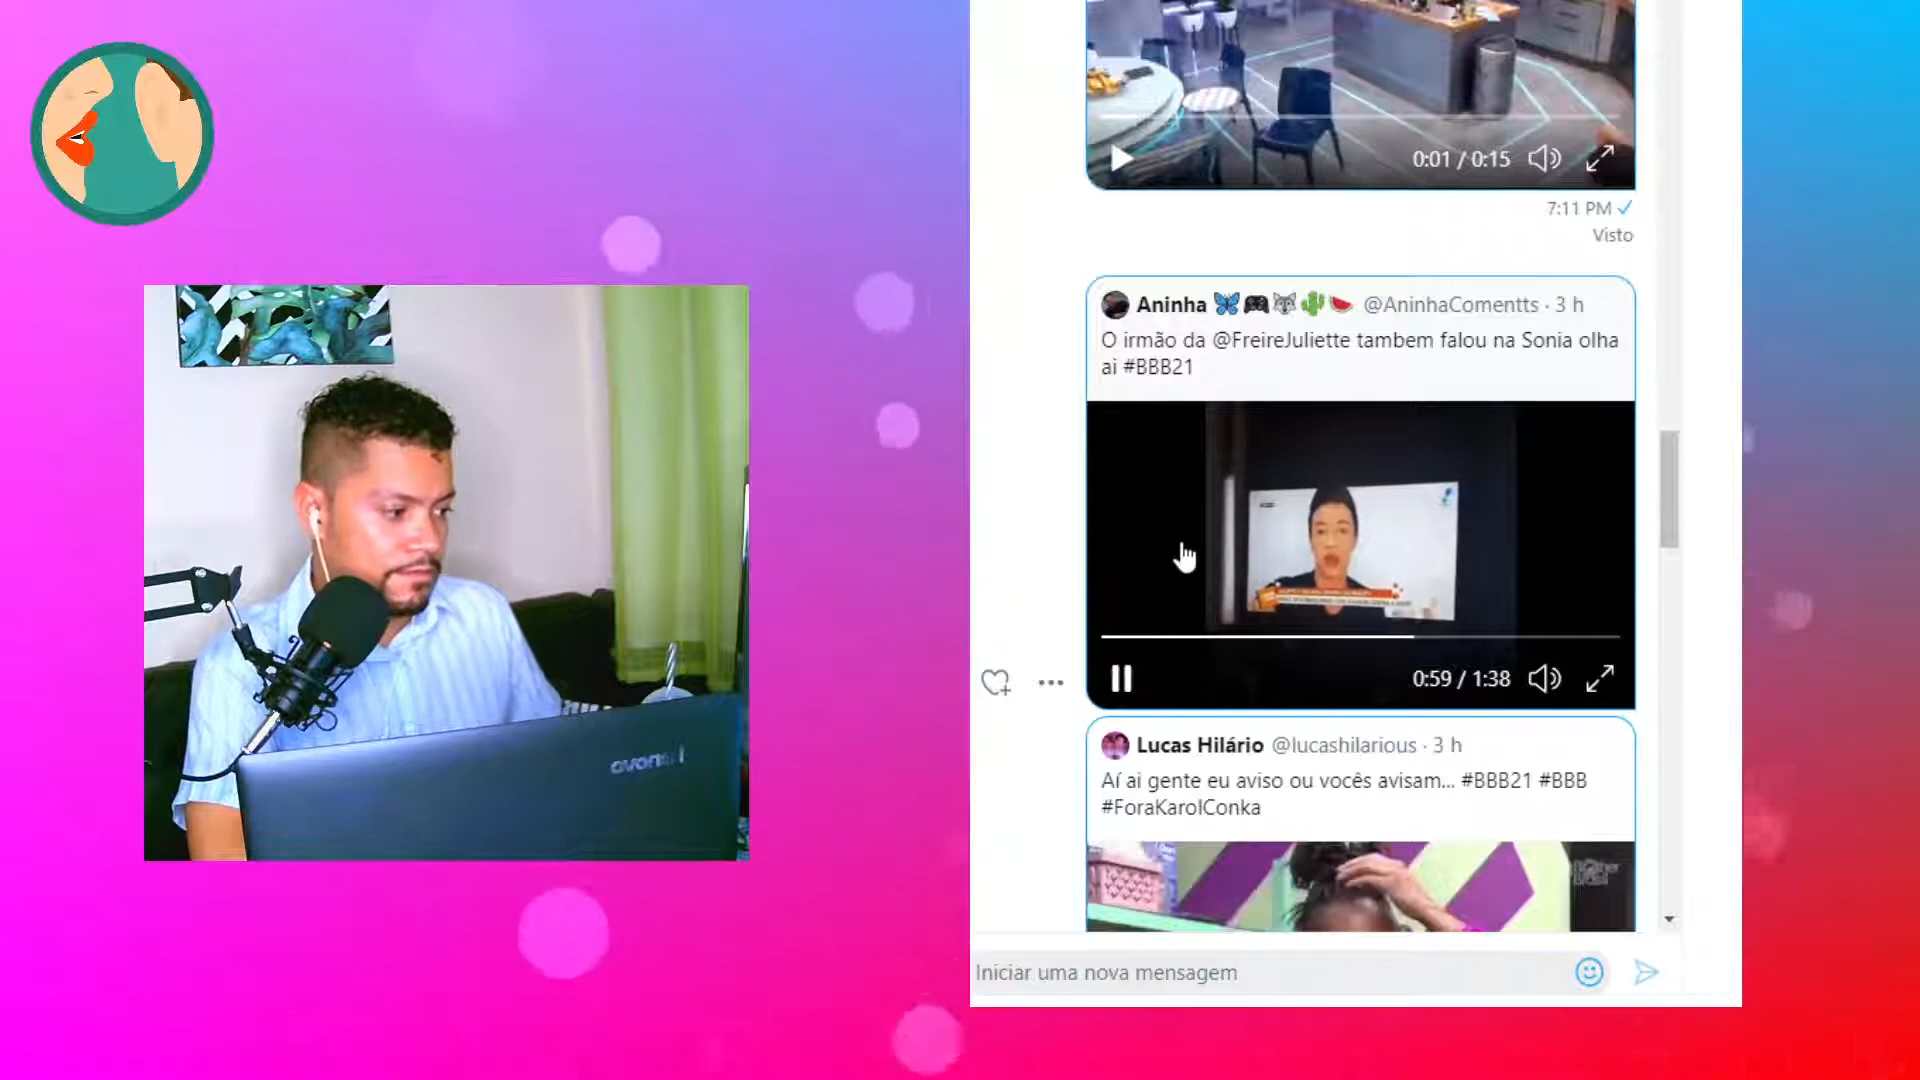 0:01 / 0:15
7:11 PM
Visto
Aninha @AninhaComentts · 3 h
O irmão da @FreireJuliette tambem falou na Sonia olha
ai #BBB21
0:59 / 1:38
Lucas Hilário @lucashilarious · 3 h
Aí ai gente eu aviso ou vocês avisam... #BBB21 #BBB
#ForaKarolConka
Iniciar uma nova mensagem